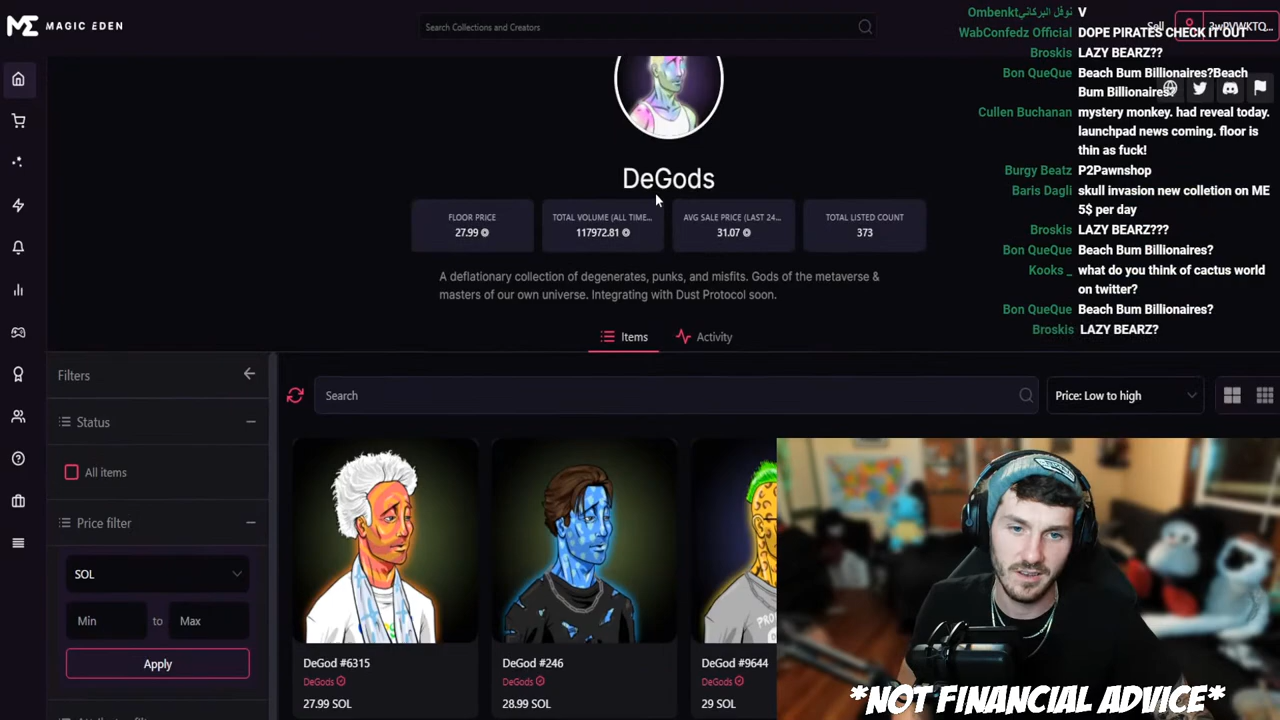 MAGIC EDEN
Search Collections and Creators
Sell
DeGods
FLOOR PRICE
27.99
TOTAL VOLUME (ALL TIME...
117972.81
AVG SALE PRICE (LAST 24...
31.07
TOTAL LISTED COUNT
373
A deflationary collection of degenerates, punks, and misfits. Gods of the metaverse &
masters of our own universe. Integrating with Dust Protocol soon.
Items
Activity
Filters
Status
All items
Price filter
SOL
Min to Max
Apply
Search
Price: Low to high
DeGod #6315
DeGods
27.99 SOL
DeGod #246
DeGods
28.99 SOL
DeGod #9644
DeGods
29 SOL
Ombenktنوفل البركاني V
WabConfedz Official DOPE PIRATES CHECK IT OUT
Broskis LAZY BEARZ??
Bon QueQue Beach Bum Billionaires?Beach
Bum Billionaires?
Cullen Buchanan mystery monkey. had reveal today.
launchpad news coming. floor is
thin as fuck!
Burgy Beatz P2Pawnshop
Baris Dagli skull invasion new colletion on ME
5$ per day
Broskis LAZY BEARZ???
Bon QueQue Beach Bum Billionaires?
Kooks _ what do you think of cactus world
on twitter?
Bon QueQue Beach Bum Billionaires?
Broskis LAZY BEARZ?
*NOT FINANCIAL ADVICE*